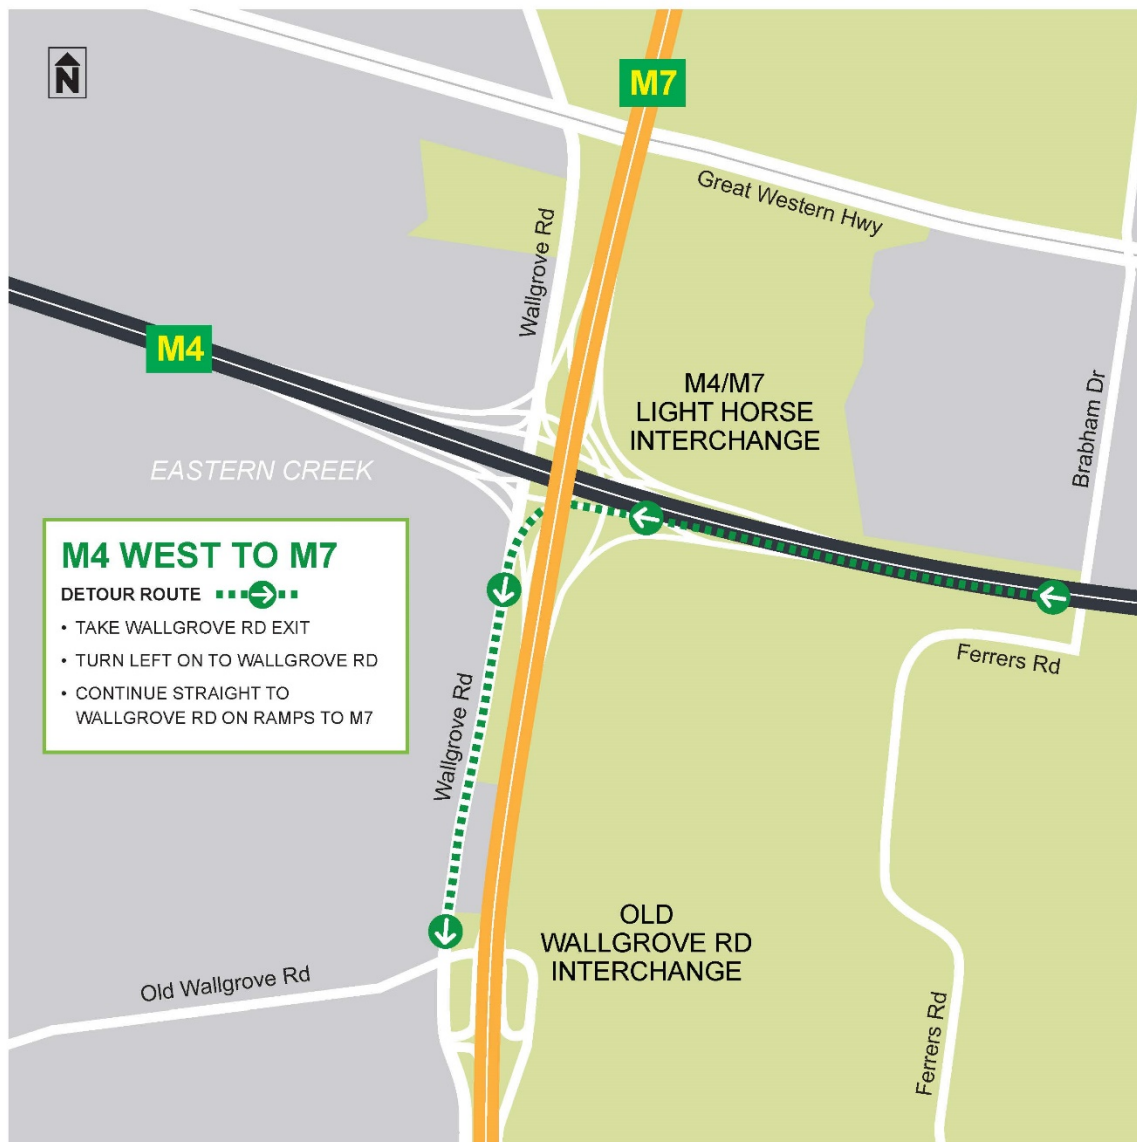 N
M7
Great Western Hwy
Wallgrove Rd
M4
M4/M7
LIGHT HORSE
INTERCHANGE
Brabham Dr
EASTERN CREEK
M4 WEST TO M7
DETOUR ROUTE
• TAKE WALLGROVE RD EXIT
• TURN LEFT ON TO WALLGROVE RD
• CONTINUE STRAIGHT TO
WALLGROVE RD ON RAMPS TO M7
Ferrers Rd
Wallgrove Rd
OLD
WALLGROVE RD
INTERCHANGE
Old Wallgrove Rd
Ferrers Rd